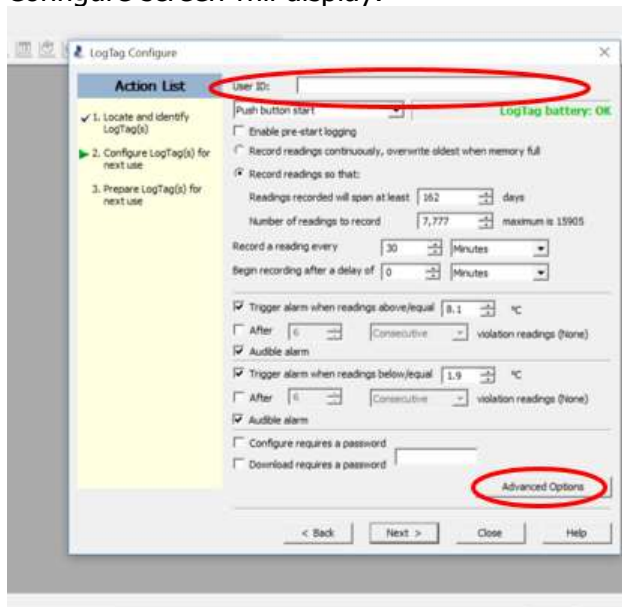 Configure screen will display.
LogTag Configure
Action List
1. Locate and identify
LogTag(s)
2. Configure LogTag(s) for
next use
3. Prepare LogTag(s) for
next use
User ID:
Push button start
LogTag battery: OK
Enable pre-start logging
Record readings continuously, overwrite oldest when memory full
Record readings so that:
Readings recorded will span at least 162 days
Number of readings to record 7,777 maximum is 15905
Record a reading every 30 Minutes
Begin recording after a delay of 0 Minutes
Trigger alarm when readings above/equal 8.1 °C
After 6 Consecutive violation readings (None)
Audible alarm
Trigger alarm when readings below/equal 1.9 °C
After 6 Consecutive violation readings (None)
Audible alarm
Configure requires a password
Download requires a password
Advanced Options
< Back Next > Close Help